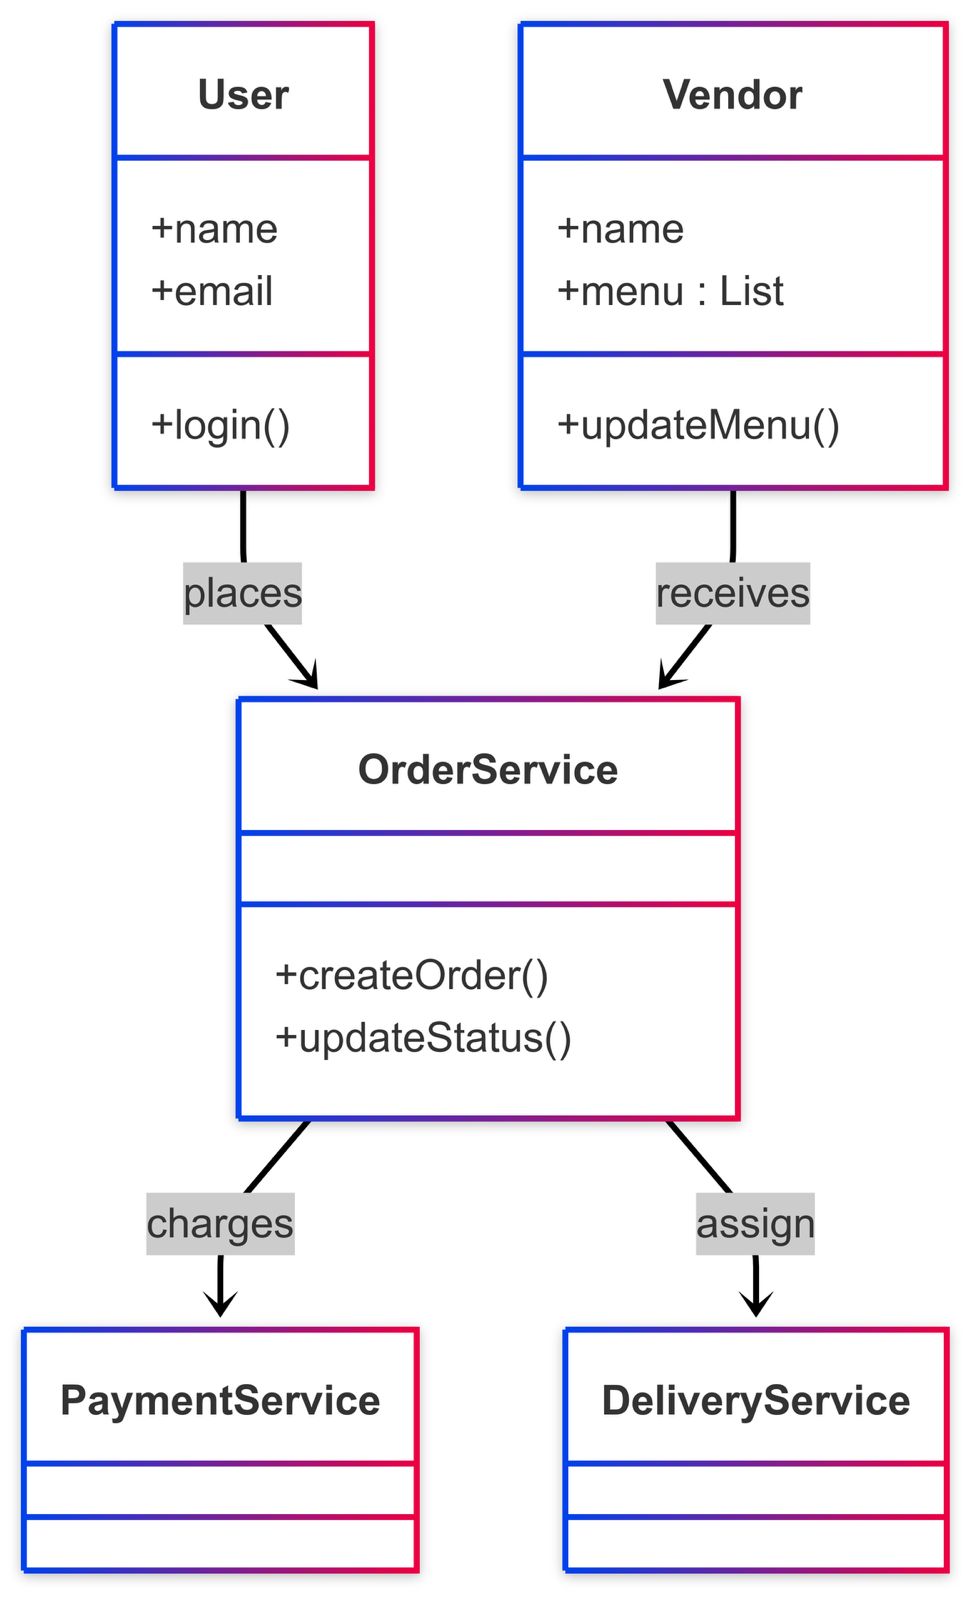 User
+name
+email
+login()
Vendor
+name
+menu : List
+updateMenu()
places
receives
OrderService
+createOrder()
+updateStatus()
charges
assign
PaymentService
DeliveryService